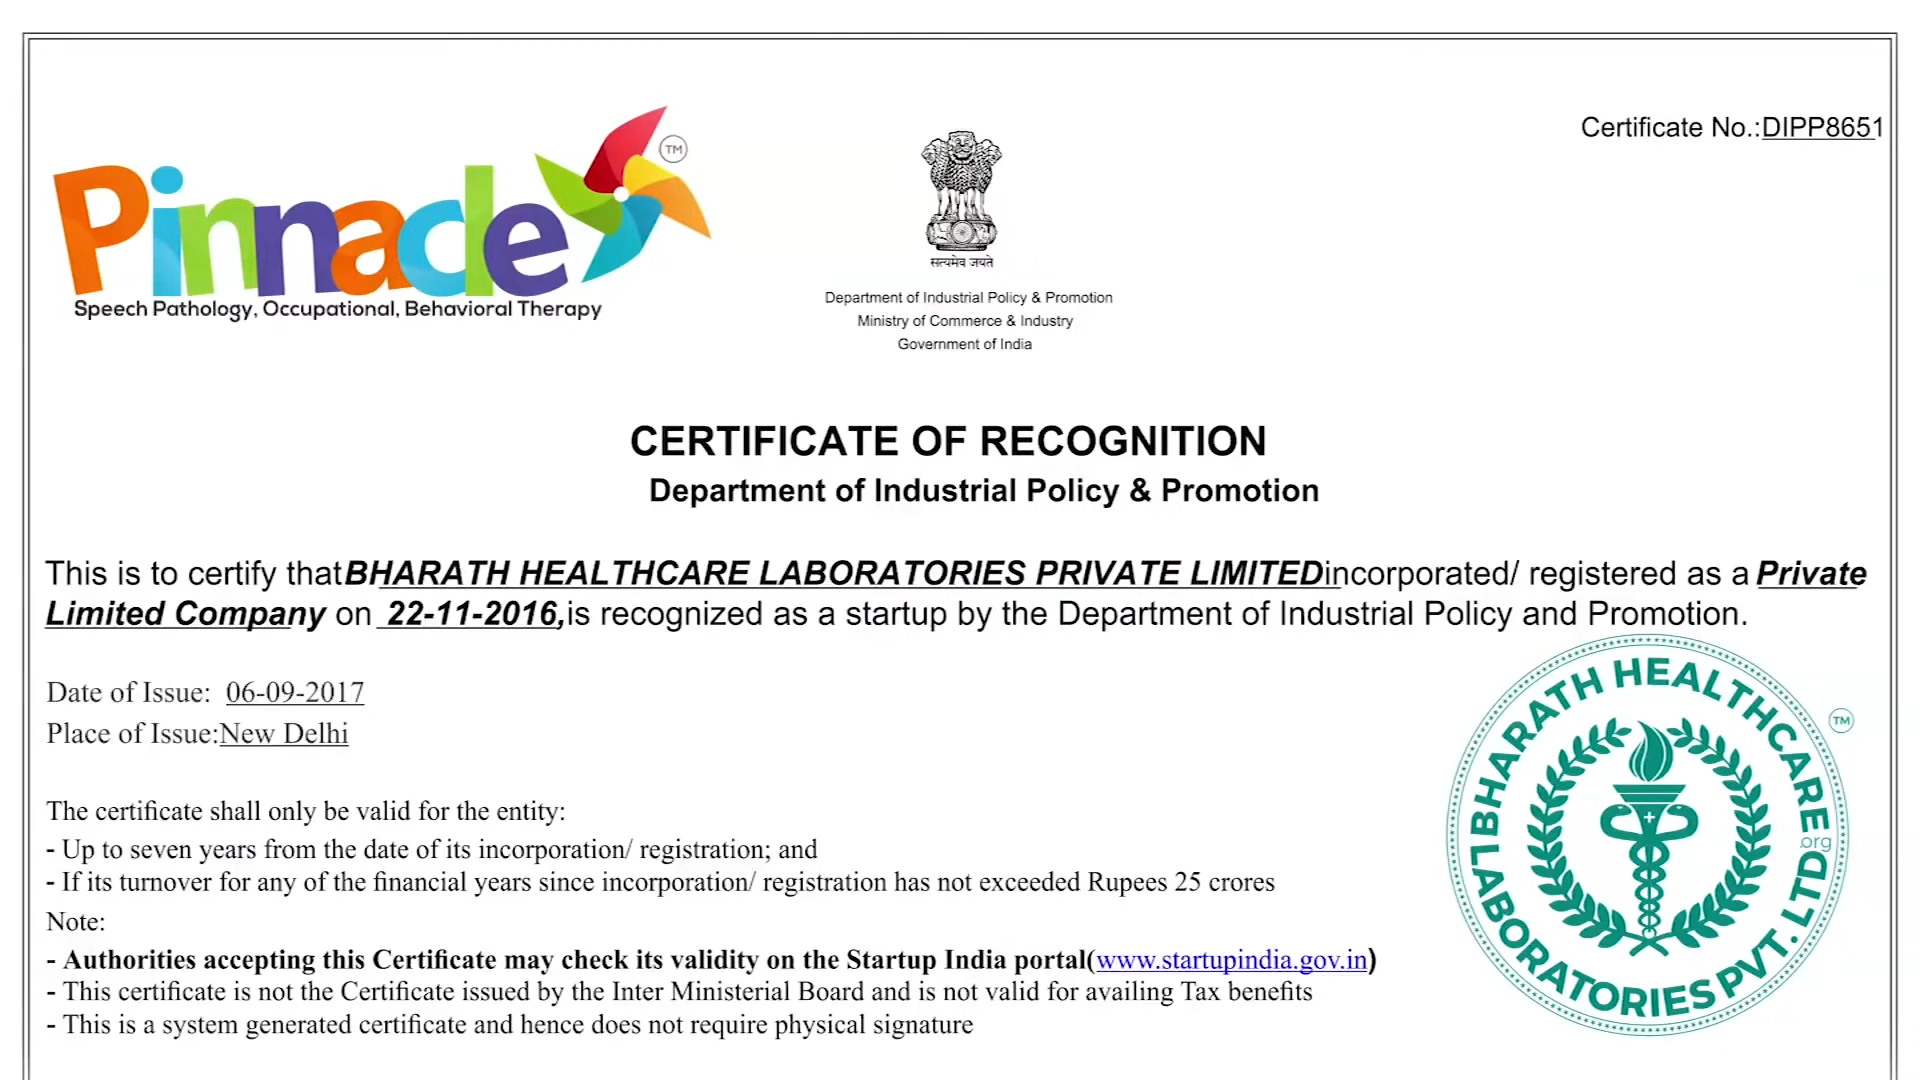 Certificate No.:DIPP8651
Pinnacle
TM
Speech Pathology, Occupational, Behavioral Therapy
सत्यमेव जयते
Department of Industrial Policy & Promotion
Ministry of Commerce & Industry
Government of India
CERTIFICATE OF RECOGNITION
Department of Industrial Policy & Promotion
This is to certify thatBHARATH HEALTHCARE LABORATORIES PRIVATE LIMITEDincorporated/ registered as a Private
Limited Company on 22-11-2016,is recognized as a startup by the Department of Industrial Policy and Promotion.
Date of Issue: 06-09-2017
Place of Issue:New Delhi
The certificate shall only be valid for the entity:
- Up to seven years from the date of its incorporation/ registration; and
- If its turnover for any of the financial years since incorporation/ registration has not exceeded Rupees 25 crores
Note:
- Authorities accepting this Certificate may check its validity on the Startup India portal(www.startupindia.gov.in)
- This certificate is not the Certificate issued by the Inter Ministerial Board and is not valid for availing Tax benefits
- This is a system generated certificate and hence does not require physical signature
BHARATH HEALTHCARE
LABORATORIES PVT. LTD
.org
TM